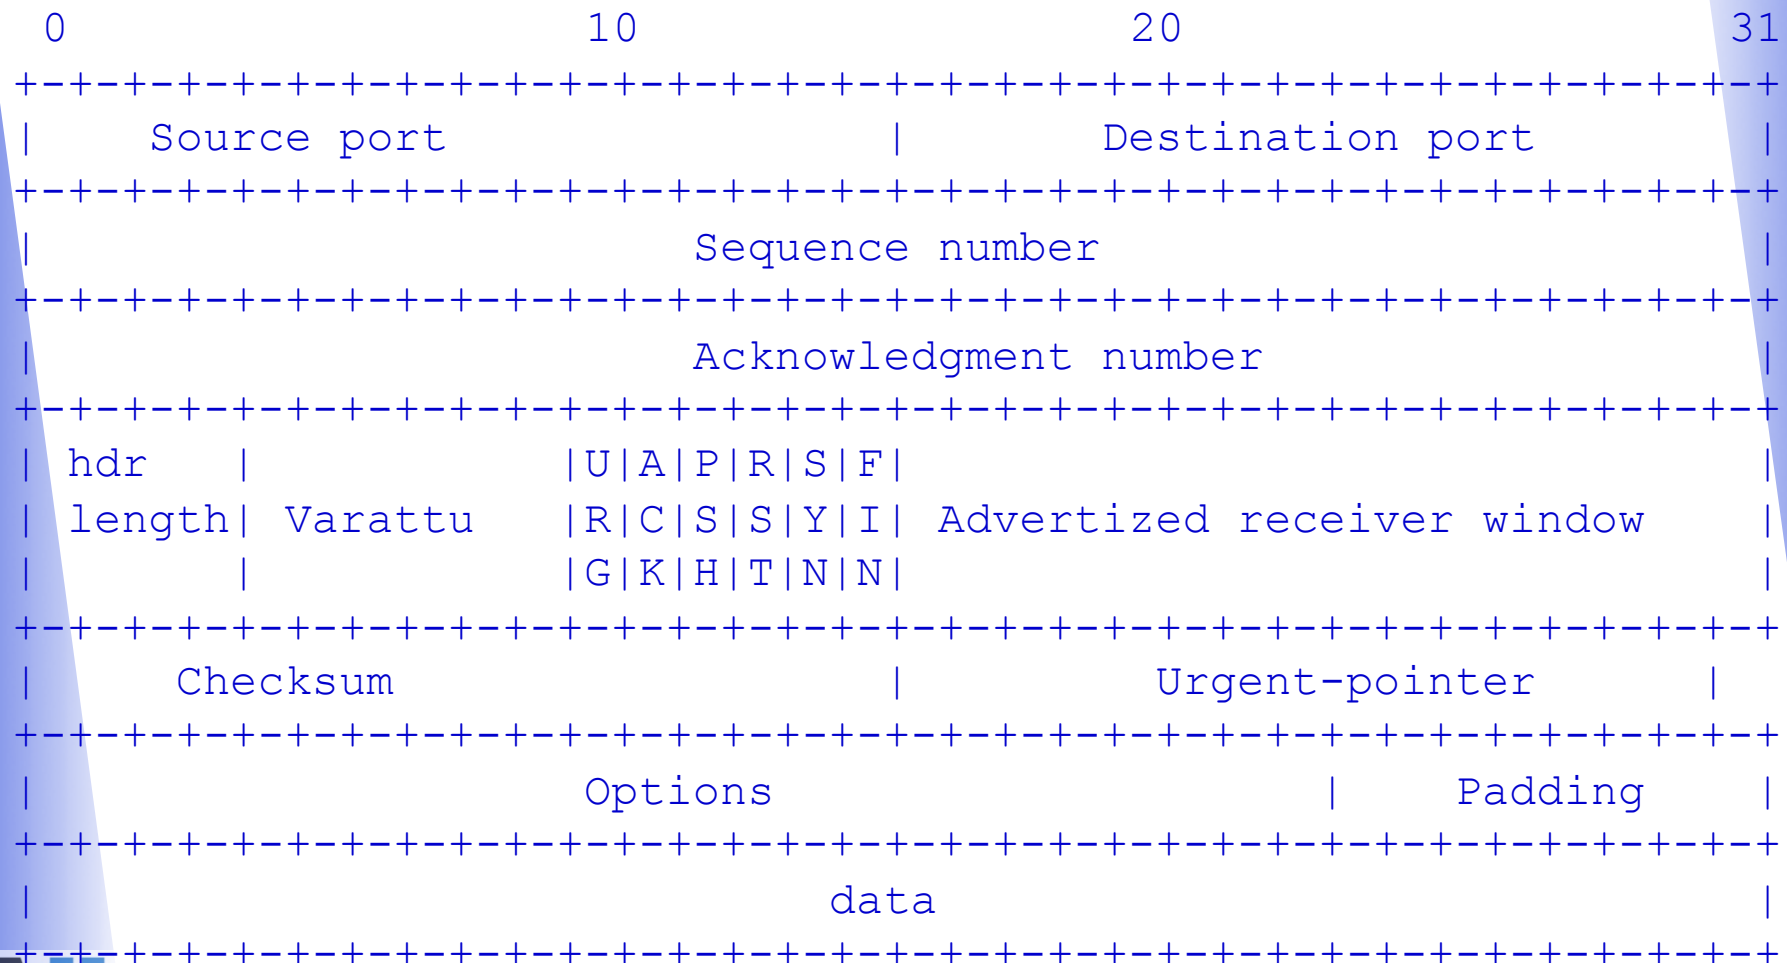 0                   10                  20                   31
+-+-+-+-+-+-+-+-+-+-+-+-+-+-+-+-+-+-+-+-+-+-+-+-+-+-+-+-+-+-+-+-+
|    Source port                |       Destination port        |
+-+-+-+-+-+-+-+-+-+-+-+-+-+-+-+-+-+-+-+-+-+-+-+-+-+-+-+-+-+-+-+-+
|                        Sequence number                        |
+-+-+-+-+-+-+-+-+-+-+-+-+-+-+-+-+-+-+-+-+-+-+-+-+-+-+-+-+-+-+-+-+
|                        Acknowledgment number                  |
+-+-+-+-+-+-+-+-+-+-+-+-+-+-+-+-+-+-+-+-+-+-+-+-+-+-+-+-+-+-+-+-+
| hdr   |           |U|A|P|R|S|F|                               |
| length| Varattu   |R|C|S|S|Y|I| Advertized receiver window    |
|       |           |G|K|H|T|N|N|                               |
+-+-+-+-+-+-+-+-+-+-+-+-+-+-+-+-+-+-+-+-+-+-+-+-+-+-+-+-+-+-+-+-+
|     Checksum                  |         Urgent-pointer      |
+-+-+-+-+-+-+-+-+-+-+-+-+-+-+-+-+-+-+-+-+-+-+-+-+-+-+-+-+-+-+-+-+
|                    Options                    |    Padding    |
+-+-+-+-+-+-+-+-+-+-+-+-+-+-+-+-+-+-+-+-+-+-+-+-+-+-+-+-+-+-+-+-+
|                             data                              |
+-+-+-+-+-+-+-+-+-+-+-+-+-+-+-+-+-+-+-+-+-+-+-+-+-+-+-+-+-+-+-+-+